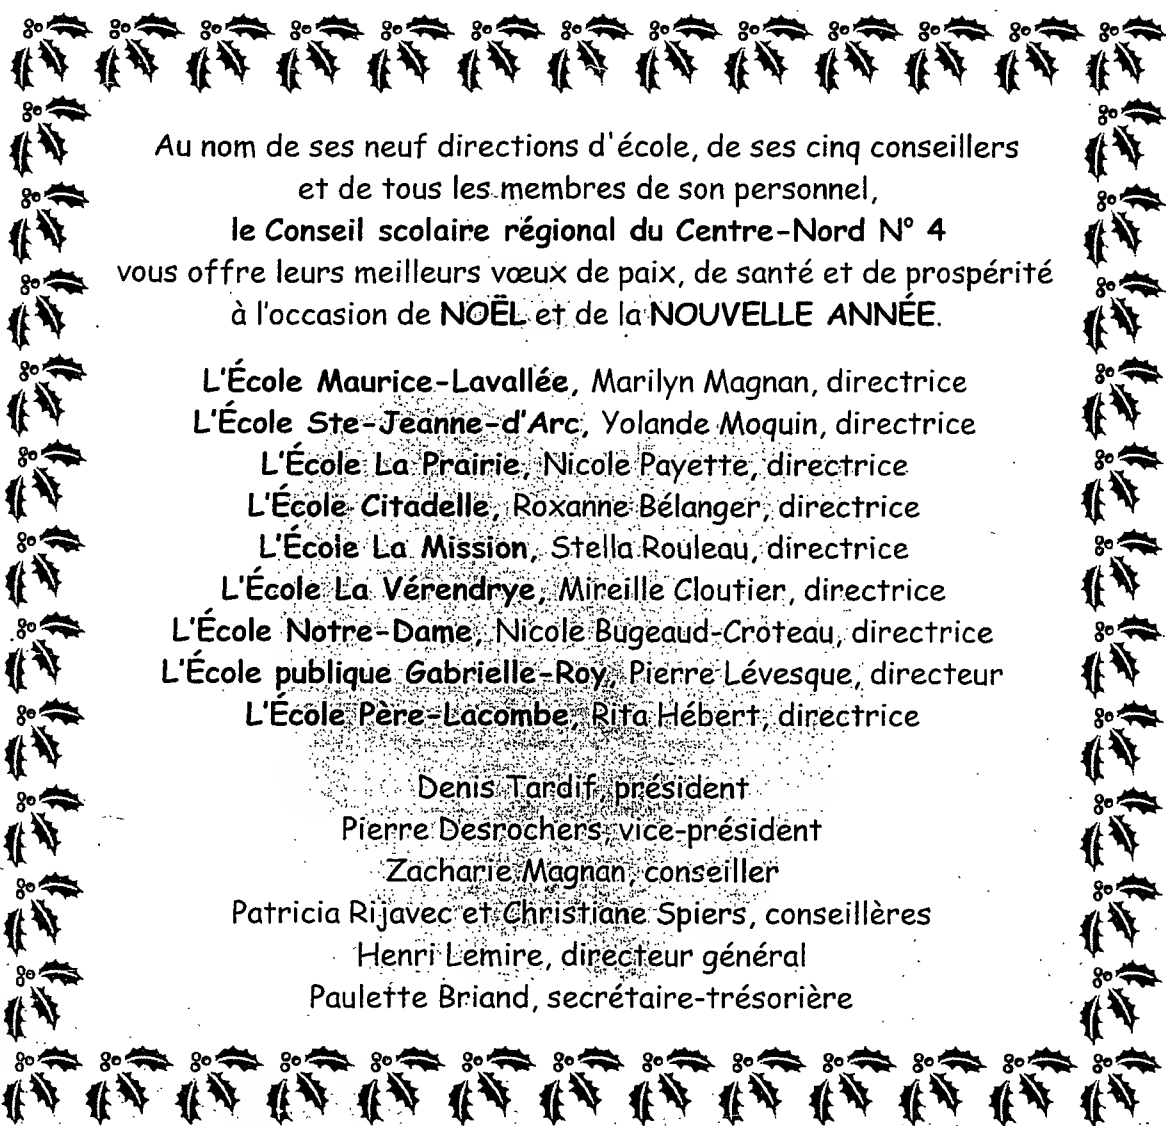 Au nom de ses neuf directions d'école, de ses cinq conseillers
et de tous les membres de son personnel,
le Conseil scolaire régional du Centre-Nord N° 4
vous offre leurs meilleurs vœux de paix, de santé et de prospérité
à l'occasion de NOËL et de la NOUVELLE ANNÉE.
L'École Maurice-Lavallée, Marilyn Magnan, directrice
L'École Ste-Jeanne-d'Arc, Yolande Moquin, directrice
L'École La Prairie, Nicole Payette, directrice
L'École Citadelle, Roxanne Bélanger, directrice
L'École La Mission, Stella Rouleau, directrice
L'École La Vérendrye, Mireille Cloutier, directrice
L'École Notre-Dame, Nicole Bugeaud-Croteau, directrice
L'École publique Gabrielle-Roy, Pierre Lévesque, directeur
L'École Père-Lacombe, Rita Hébert, directrice
Denis Tardif, président
Pierre Desrochers, vice-président
Zacharie Magnan, conseiller
Patricia Rijavec et Christiane Spiers, conseillères
Henri Lemire, directeur général
Paulette Briand, secrétaire-trésorière